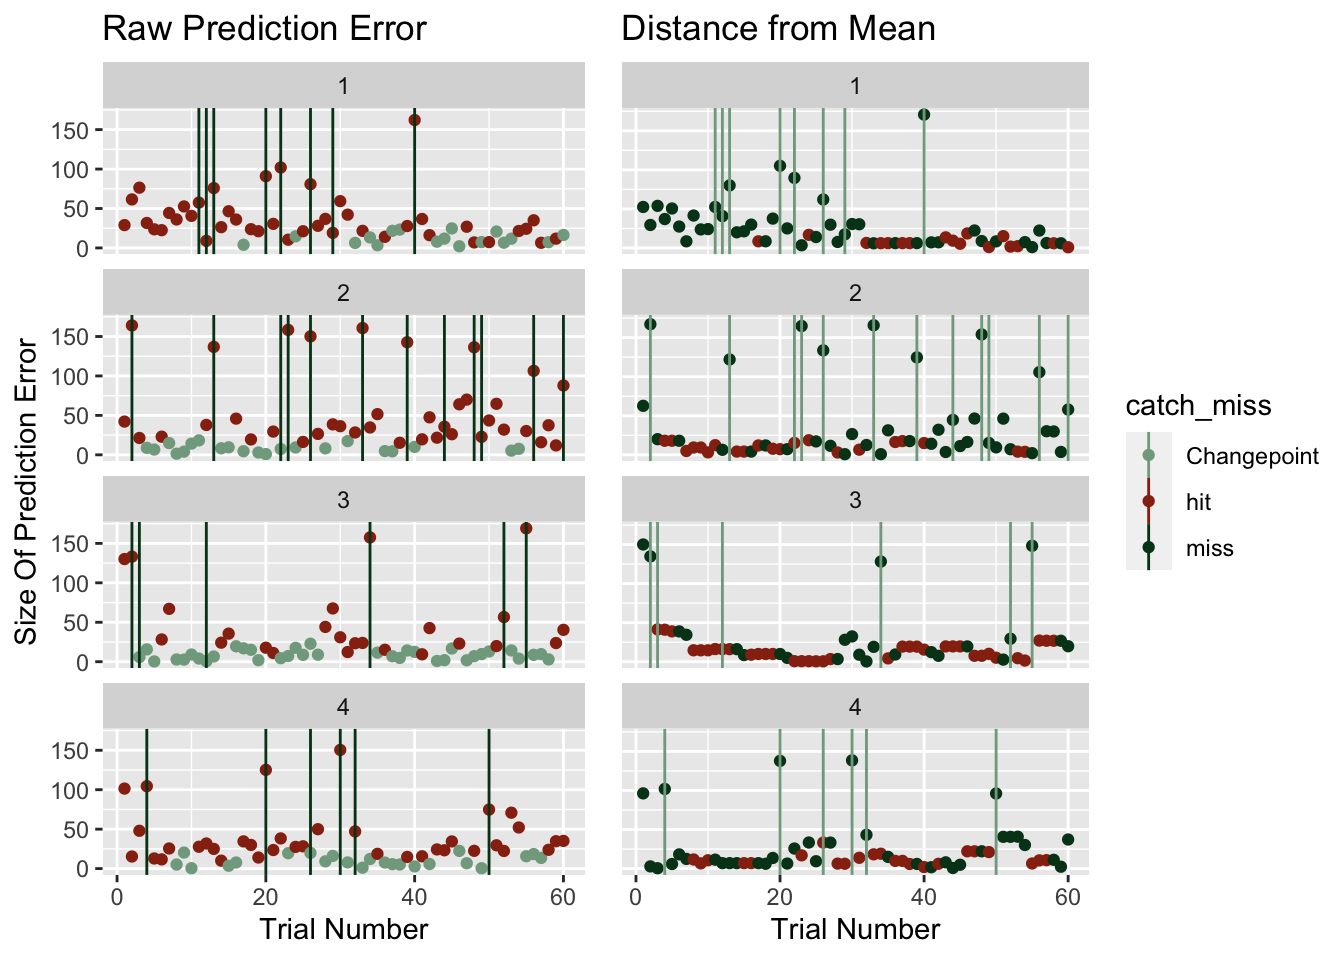 Raw Prediction Error
Distance from Mean
1
1
150
100
50
0
2
2
150
100
50
0
3
3
150
100
50
0
4
4
150
100
50
0
Size Of Prediction Error
0 20 40 60
0 20 40 60
Trial Number
Trial Number
catch_miss
Changepoint
hit
miss